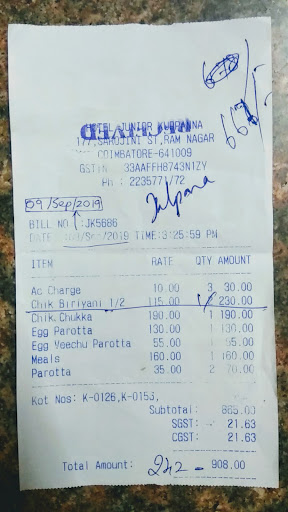 667/-
HOTEL JUNIOR KUPPANNA
RECEIVED
177,SAROJINI ST,RAM NAGAR
COIMBATORE-641009
GSTIN : 33AAFFH8743N1ZY
Ph : 2235771/72
09/Sep/2019
BILL NO :JK5686
DATE :09/Sep/2019 TIME:3:25:59 PM
ITEM RATE QTY AMOUNT
Ac Charge 10.00 3 30.00
Chik Biriyani 1/2 115.00 230.00
Chik Chukka 190.00 1 190.00
Egg Parotta 130.00 1 130.00
Egg Veechu Parotta 55.00 1 55.00
Meals 160.00 1 160.00
Parotta 35.00 2 70.00
Kot Nos: K-0126,K-0153,
Subtotal: 865.00
SGST: 21.63
CGST: 21.63
Total Amount: 242 - 908.00